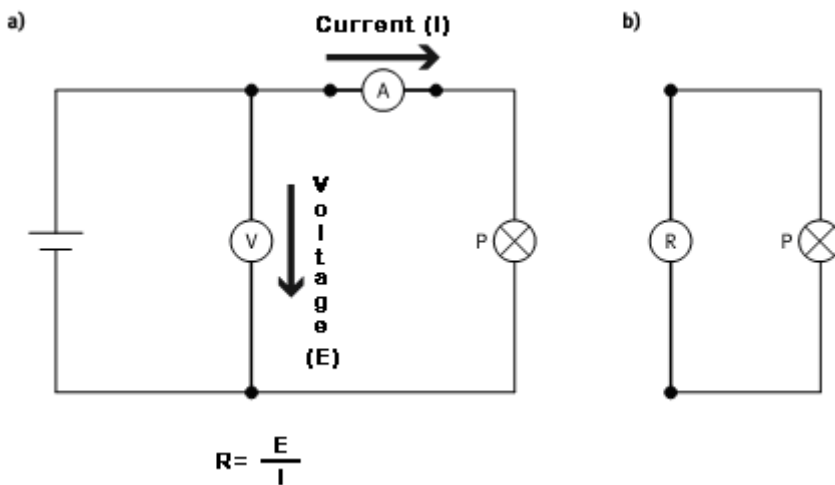 a)
Current (I)
b)
A
Voltage
(E)
V
P
R
P
R= E
I